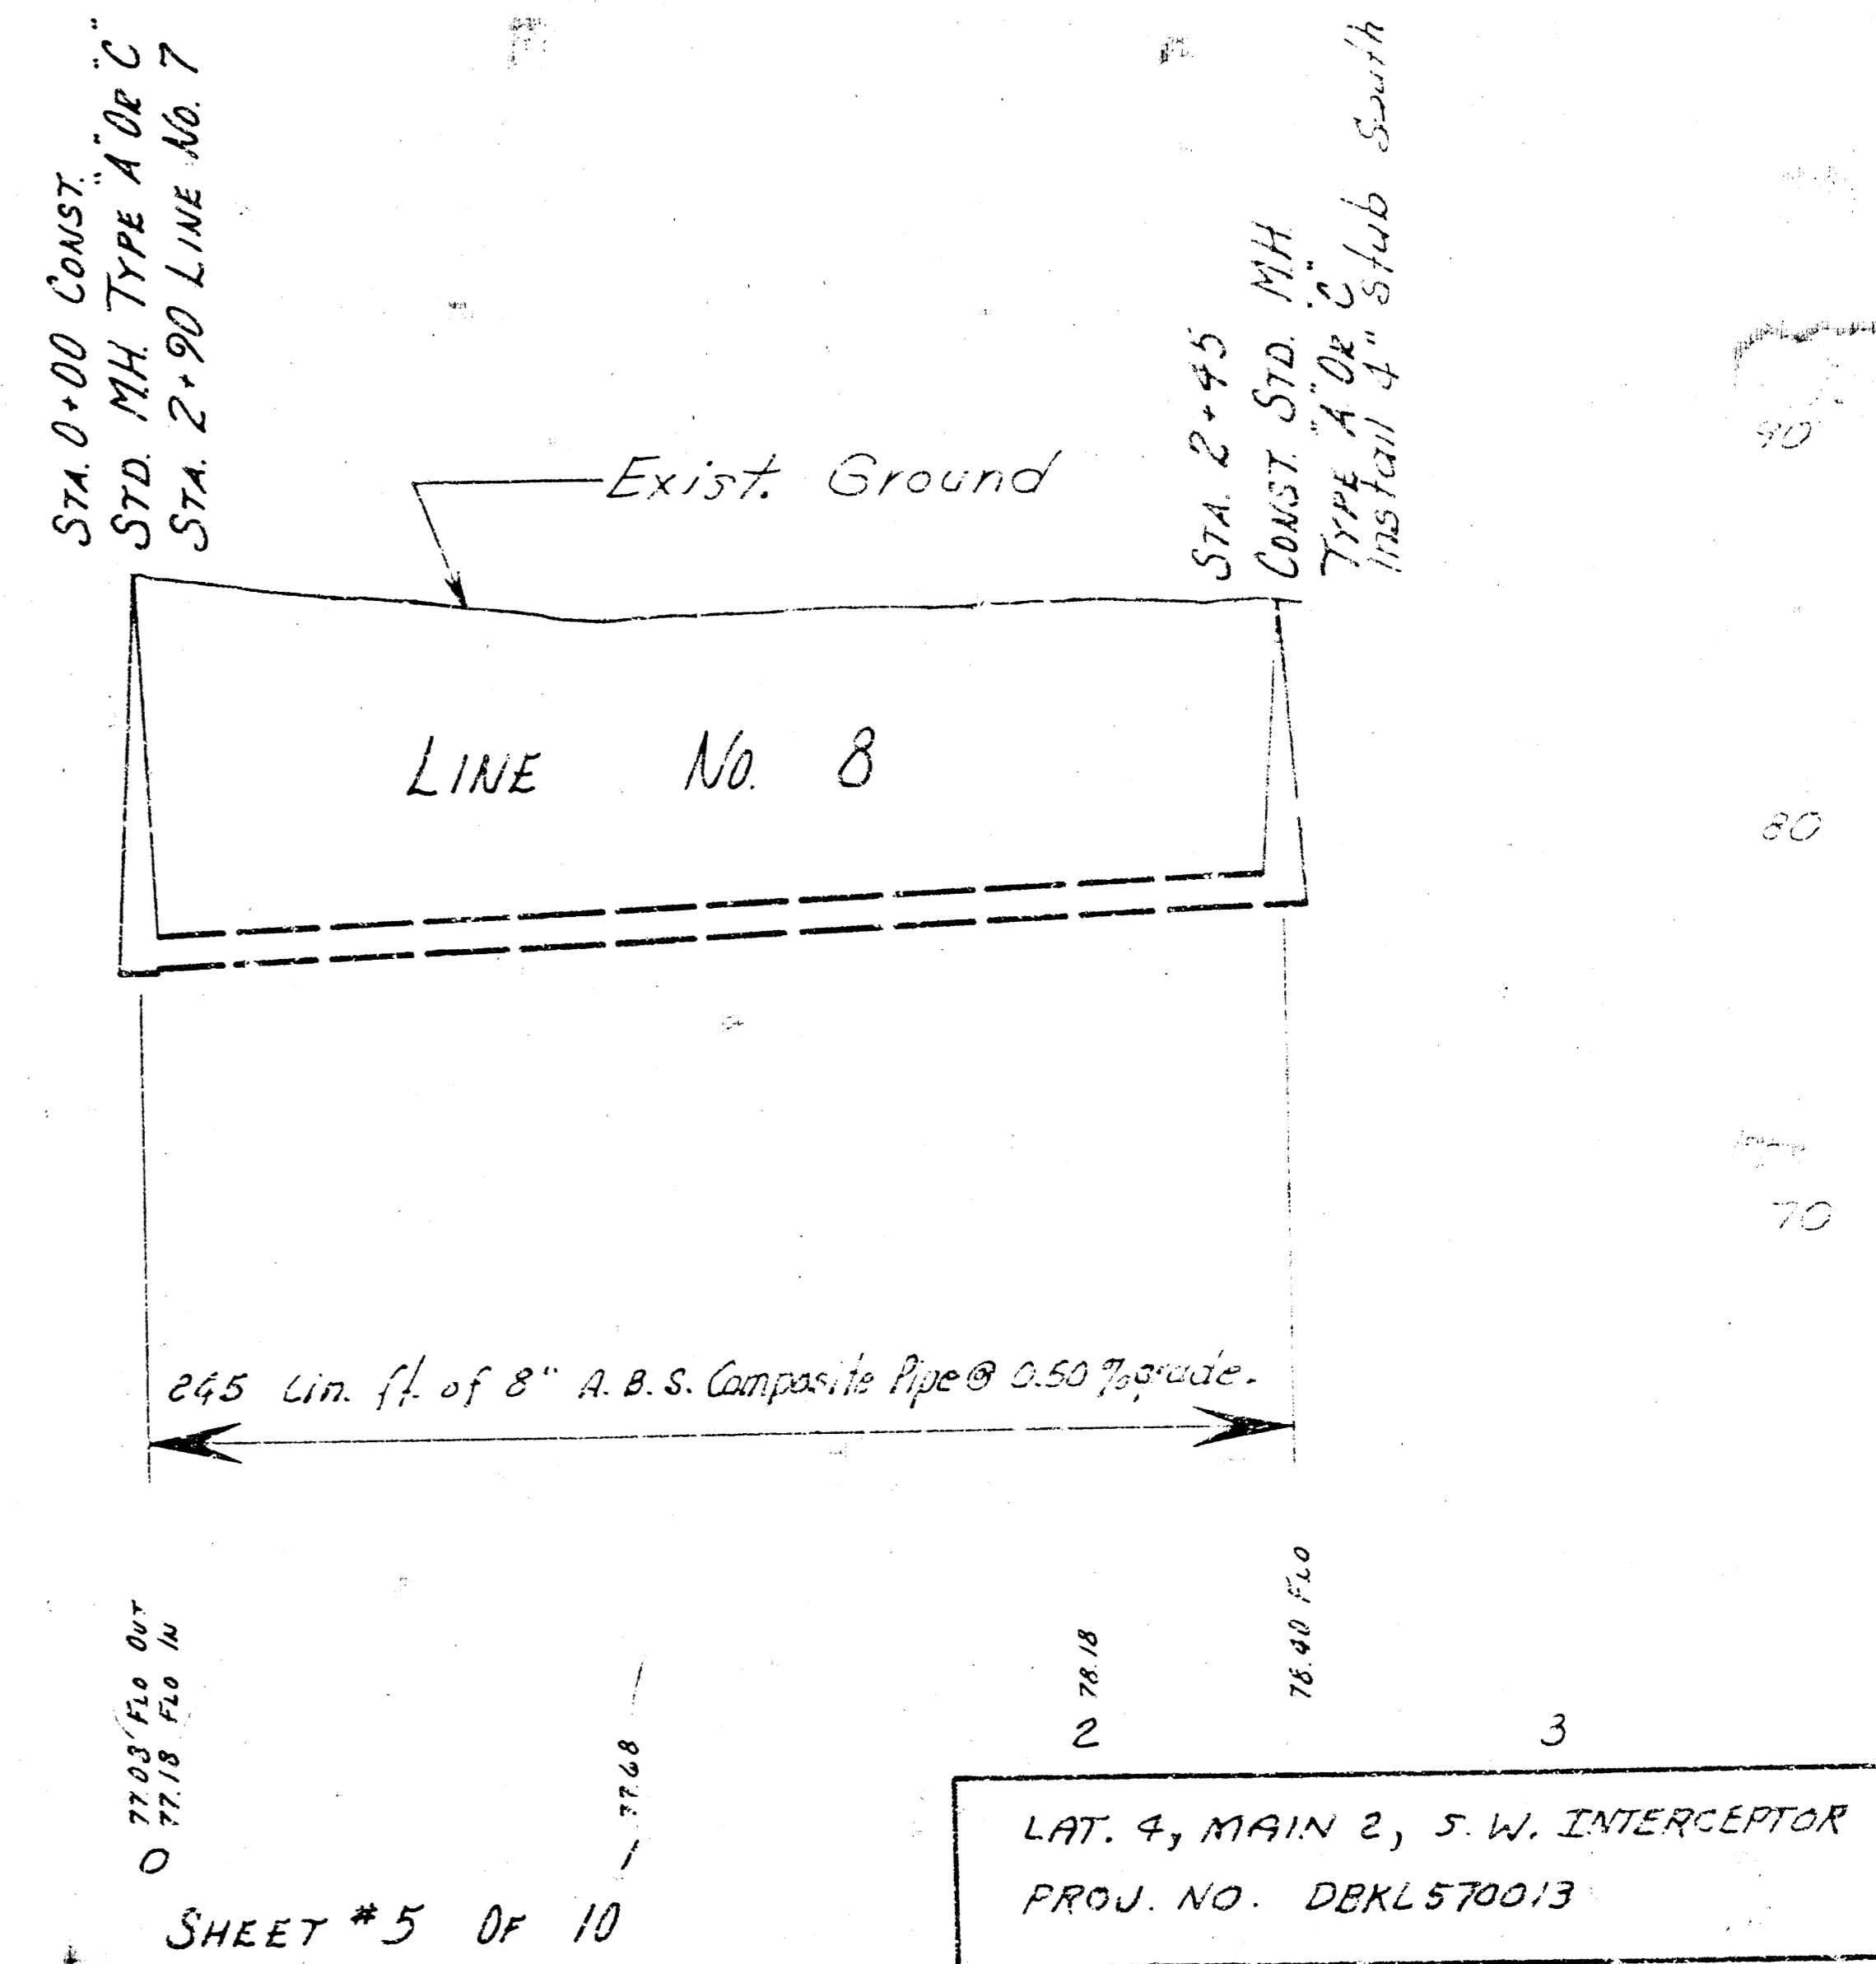 STA. 0+00 CONST.
STD. M.H. TYPE "A" OR "C"
STA. 2+90 LINE NO. 7
STA. 2+45
CONST. STD. M.H.
TYPE "A" OR "C"
Install 4" Stub South
Exist. Ground
90
LINE NO. 8
80
70
245 Lin. ft. of 8" A.B.S. Composite Pipe @ 0.50 % grade.
77.03' FLO OUT
77.18 FLO IN
77.68
78.18
78.40 FLO
0
1
2
3
LAT. 4, MAIN 2, S.W. INTERCEPTOR
PROJ. NO. DBKL570013
SHEET #5 OF 10